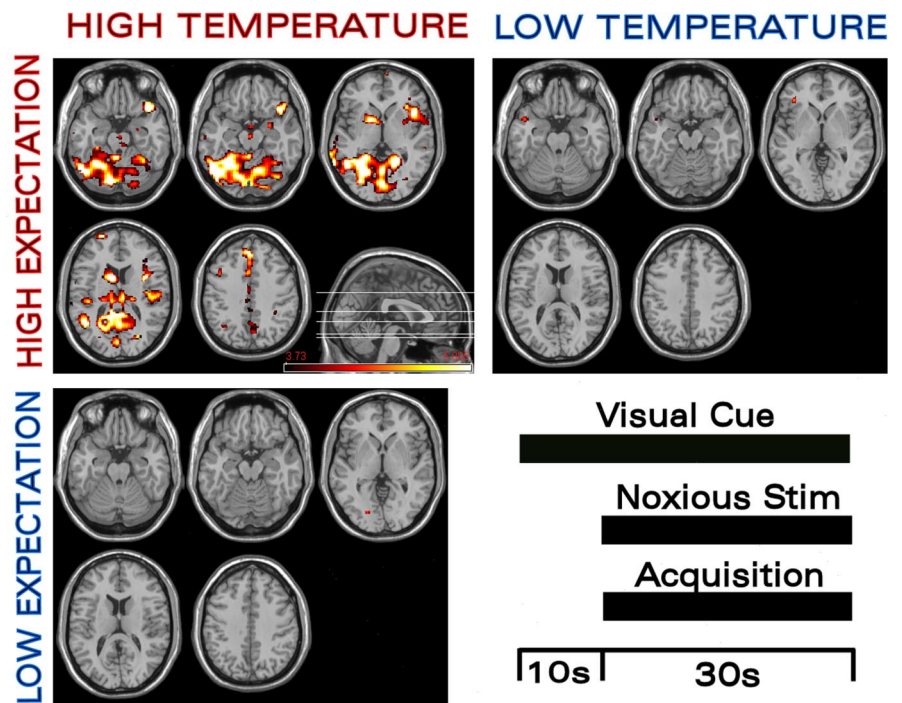 HIGH TEMPERATURE
LOW TEMPERATURE
HIGH EXPECTATION
3.73
LOW EXPECTATION
Visual Cue
Noxious Stim
Acquisition
10s
30s